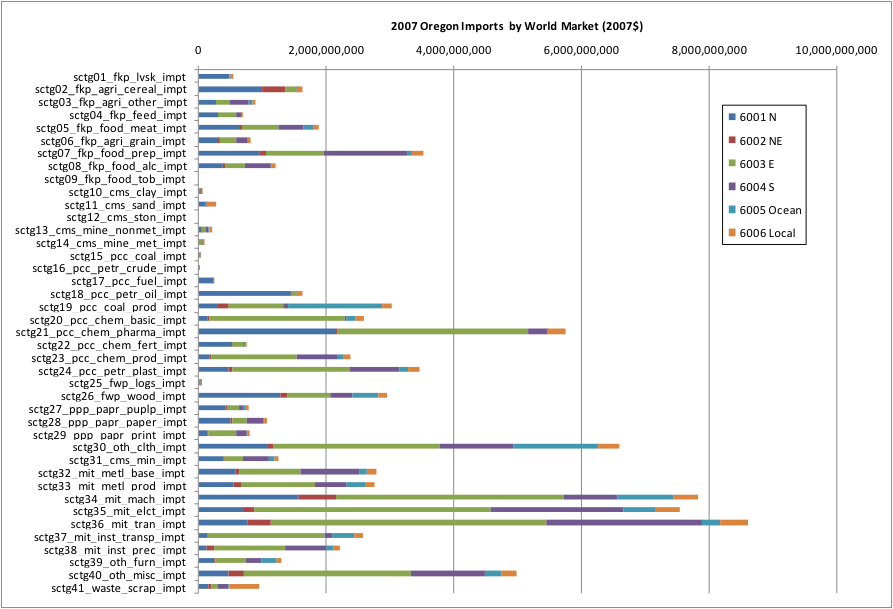 2007 Oregon Imports by World Market (2007$)
0 2,000,000,000 4,000,000,000 6,000,000,000 8,000,000,000 10,000,000,000
sctg01_fkp_lvsk_impt
sctg02_fkp_agri_cereal_impt
sctg03_fkp_agri_other_impt
sctg04_fkp_feed_impt
sctg05_fkp_food_meat_impt
sctg06_fkp_agri_grain_impt
sctg07_fkp_food_prep_impt
sctg08_fkp_food_alc_impt
sctg09_fkp_food_tob_impt
sctg10_cms_clay_impt
sctg11_cms_sand_impt
sctg12_cms_ston_impt
sctg13_cms_mine_nonmet_impt
sctg14_cms_mine_met_impt
sctg15_pcc_coal_impt
sctg16_pcc_petr_crude_impt
sctg17_pcc_fuel_impt
sctg18_pcc_petr_oil_impt
sctg19_pcc_coal_prod_impt
sctg20_pcc_chem_basic_impt
sctg21_pcc_chem_pharma_impt
sctg22_pcc_chem_fert_impt
sctg23_pcc_chem_prod_impt
sctg24_pcc_petr_plast_impt
sctg25_fwp_logs_impt
sctg26_fwp_wood_impt
sctg27_ppp_papr_puplp_impt
sctg28_ppp_papr_paper_impt
sctg29_ppp_papr_print_impt
sctg30_oth_clth_impt
sctg31_cms_min_impt
sctg32_mit_metl_base_impt
sctg33_mit_metl_prod_impt
sctg34_mit_mach_impt
sctg35_mit_elct_impt
sctg36_mit_tran_impt
sctg37_mit_inst_transp_impt
sctg38_mit_inst_prec_impt
sctg39_oth_furn_impt
sctg40_oth_misc_impt
sctg41_waste_scrap_impt
6001 N
6002 NE
6003 E
6004 S
6005 Ocean
6006 Local